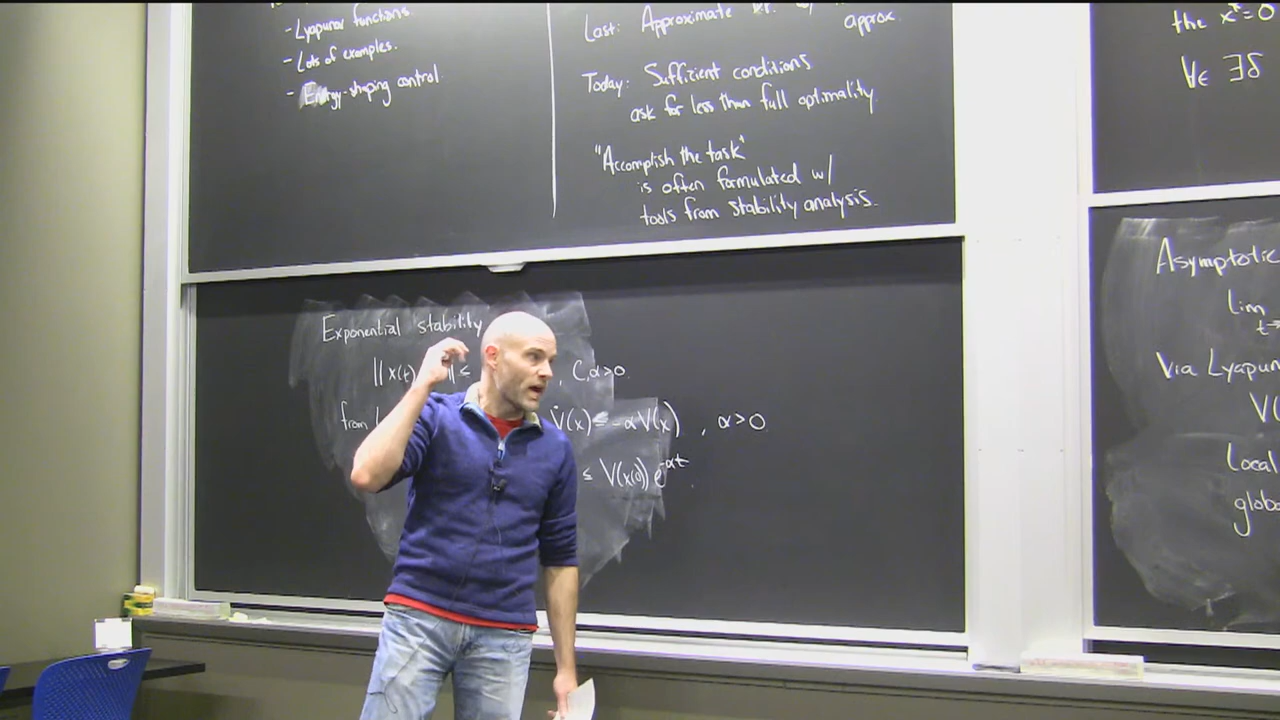 - Lyapunov functions
- Lots of examples.
- Energy-shaping control
Last: Approximate
approx.
Today: Sufficient conditions
ask for less than full optimality
"Accomplish the task"
is often formulated w/
tools from stability analysis.
Exponential stability
||x(t) || ≤ , C,α>0.
from V̇(x) ≤ -αV(x) , α>0
≤ V(x(0)) e^-αt.
the x*=0
∀ε ∃δ
Asymptotic
lim
t→
Via Lyapun
V(
Local
globa